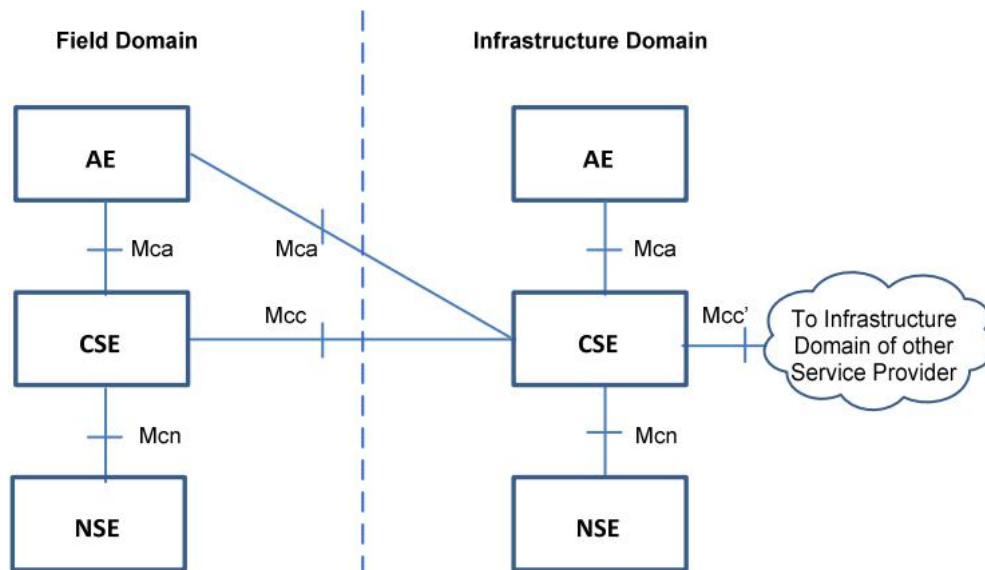 Field Domain
Infrastructure Domain
AE
AE
Mca
Mca
Mca
CSE
Mcc
CSE
Mcc’
To Infrastructure
Domain of other
Service Provider
Mcn
Mcn
NSE
NSE